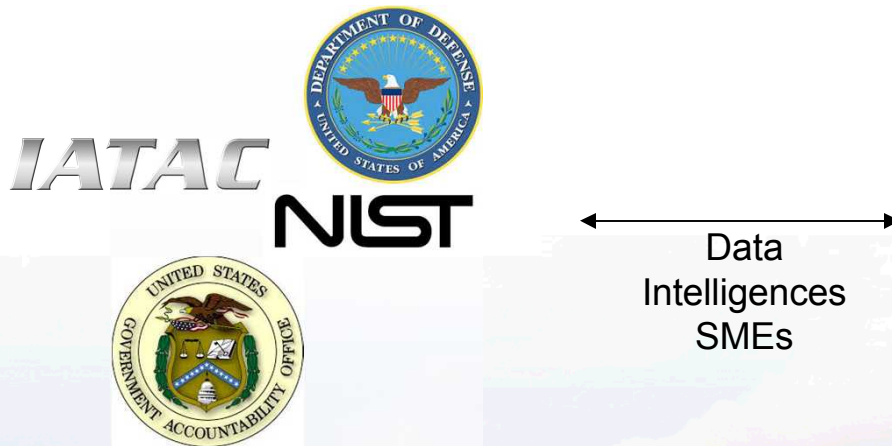 DEPARTMENT OF DEFENSE
UNITED STATES OF AMERICA
IATAC
NIST
UNITED STATES
GOVERNMENT ACCOUNTABILITY OFFICE
Data
Intelligences
SMEs